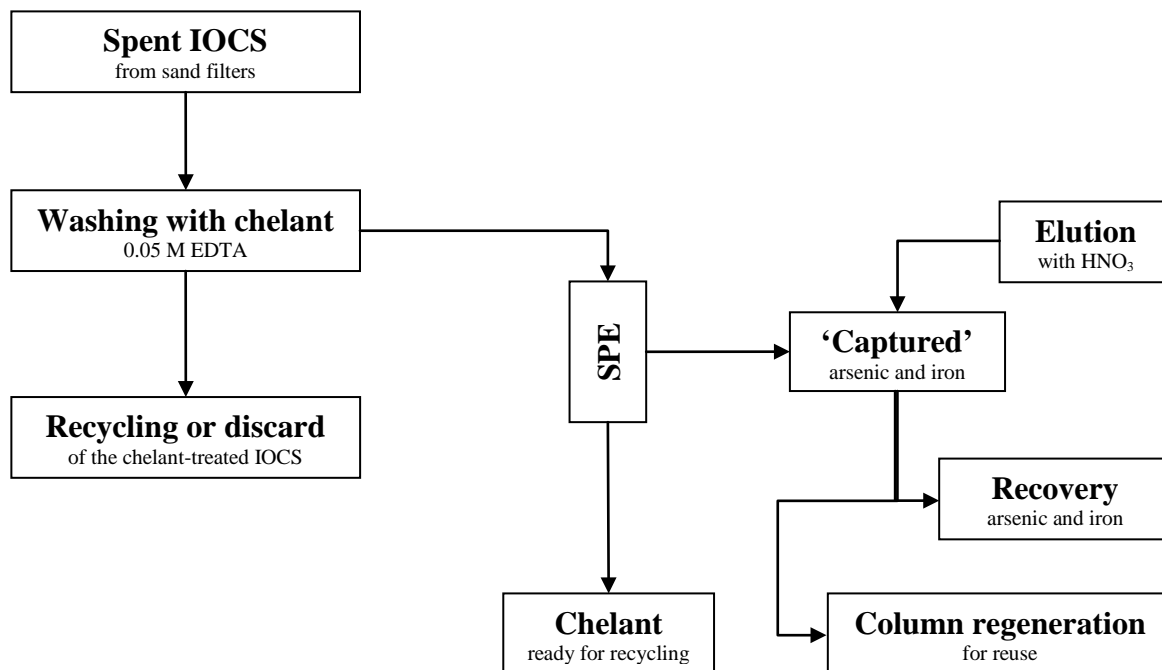 Spent IOCS
from sand filters
Washing with chelant
0.05 M EDTA
Recycling or discard
of the chelant-treated IOCS
SPE
Elution
with HNO₃
‘Captured’
arsenic and iron
Recovery
arsenic and iron
Chelant
ready for recycling
Column regeneration
for reuse